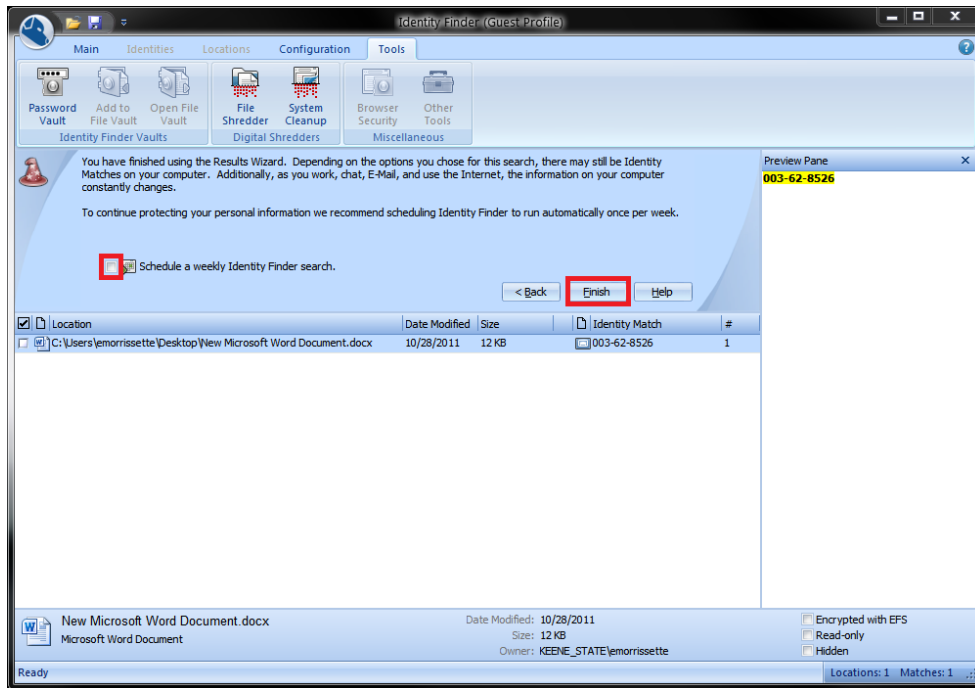 Identity Finder (Guest Profile)
Main Identities Locations Configuration Tools
Password Vault
Add to File Vault
Open File Vault
File Shredder
System Cleanup
Browser Security
Other Tools
Identity Finder Vaults
Digital Shredders
Miscellaneous
You have finished using the Results Wizard. Depending on the options you chose for this search, there may still be Identity
Matches on your computer. Additionally, as you work, chat, E-Mail, and use the Internet, the information on your computer
constantly changes.
To continue protecting your personal information we recommend scheduling Identity Finder to run automatically once per week.
Schedule a weekly Identity Finder search.
< Back Finish Help
Preview Pane X
003-62-8526
Location Date Modified Size Identity Match #
C:\Users\emorrissette\Desktop\New Microsoft Word Document.docx 10/28/2011 12 KB 003-62-8526 1
New Microsoft Word Document.docx
Microsoft Word Document
Date Modified: 10/28/2011
Size: 12 KB
Owner: KEENE_STATE\emorrissette
Encrypted with EFS
Read-only
Hidden
Ready
Locations: 1 Matches: 1